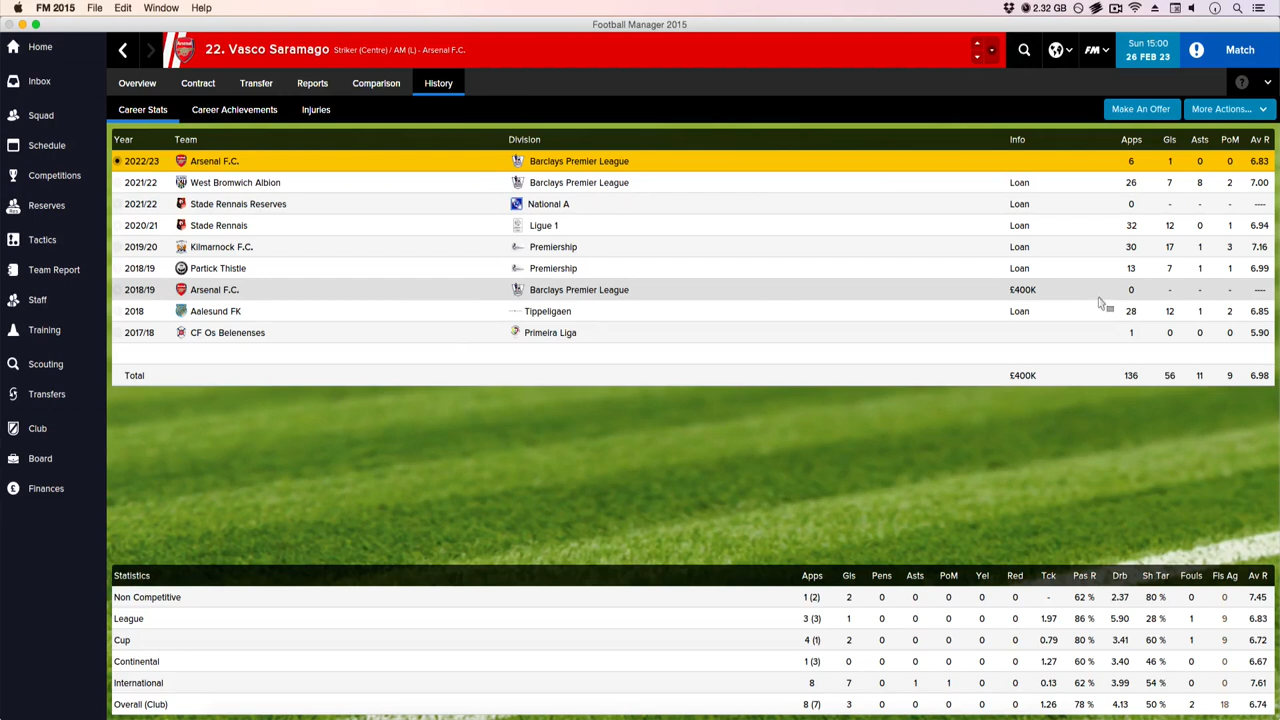 FM 2015 File Edit Window Help 2.32 GB
Football Manager 2015
Home
Inbox
Squad
Schedule
Competitions
Reserves
Tactics
Team Report
Staff
Training
Scouting
Transfers
Club
Board
Finances
22. Vasco Saramago Striker (Centre) / AM (L) - Arsenal F.C.
FM
Sun 15:00
26 FEB 23
Match
Overview Contract Transfer Reports Comparison History
Career Stats Career Achievements Injuries Make An Offer More Actions...
Year Team Division Info Apps Gls Asts PoM Av R
2022/23 Arsenal F.C. Barclays Premier League 6 1 0 0 6.83
2021/22 West Bromwich Albion Barclays Premier League Loan 26 7 8 2 7.00
2021/22 Stade Rennais Reserves National A Loan 0 - - - ----
2020/21 Stade Rennais Ligue 1 Loan 32 12 0 1 6.94
2019/20 Kilmarnock F.C. Premiership Loan 30 17 1 3 7.16
2018/19 Partick Thistle Premiership Loan 13 7 1 1 6.99
2018/19 Arsenal F.C. Barclays Premier League £400K 0 - - - ----
2018 Aalesund FK Tippeligaen Loan 28 12 1 2 6.85
2017/18 CF Os Belenenses Primeira Liga 1 0 0 0 5.90
Total £400K 136 56 11 9 6.98
Statistics Apps Gls Pens Asts PoM Yel Red Tck Pas R Drb Sh Tar Fouls Fls Ag Av R
Non Competitive 1 (2) 2 0 0 0 0 0 - 62 % 2.37 80 % 0 0 7.45
League 3 (3) 1 0 0 0 0 0 1.97 86 % 5.90 28 % 1 9 6.83
Cup 4 (1) 2 0 0 0 0 0 0.79 80 % 3.41 60 % 1 9 6.72
Continental 1 (3) 0 0 0 0 0 0 1.27 60 % 3.40 46 % 0 0 6.67
International 8 7 0 1 1 0 0 0.13 62 % 3.99 54 % 0 0 7.61
Overall (Club) 8 (7) 3 0 0 0 0 0 1.26 78 % 4.13 50 % 2 18 6.74